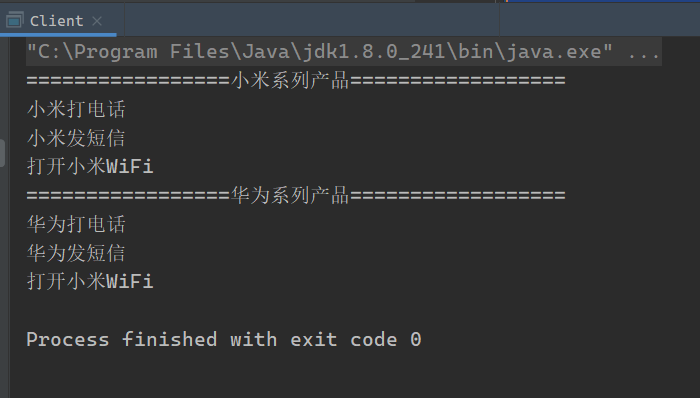 Client
"C:\Program Files\Java\jdk1.8.0_241\bin\java.exe" ...
=================小米系列产品==================
小米打电话
小米发短信
打开小米WiFi
=================华为系列产品==================
华为打电话
华为发短信
打开小米WiFi
Process finished with exit code 0